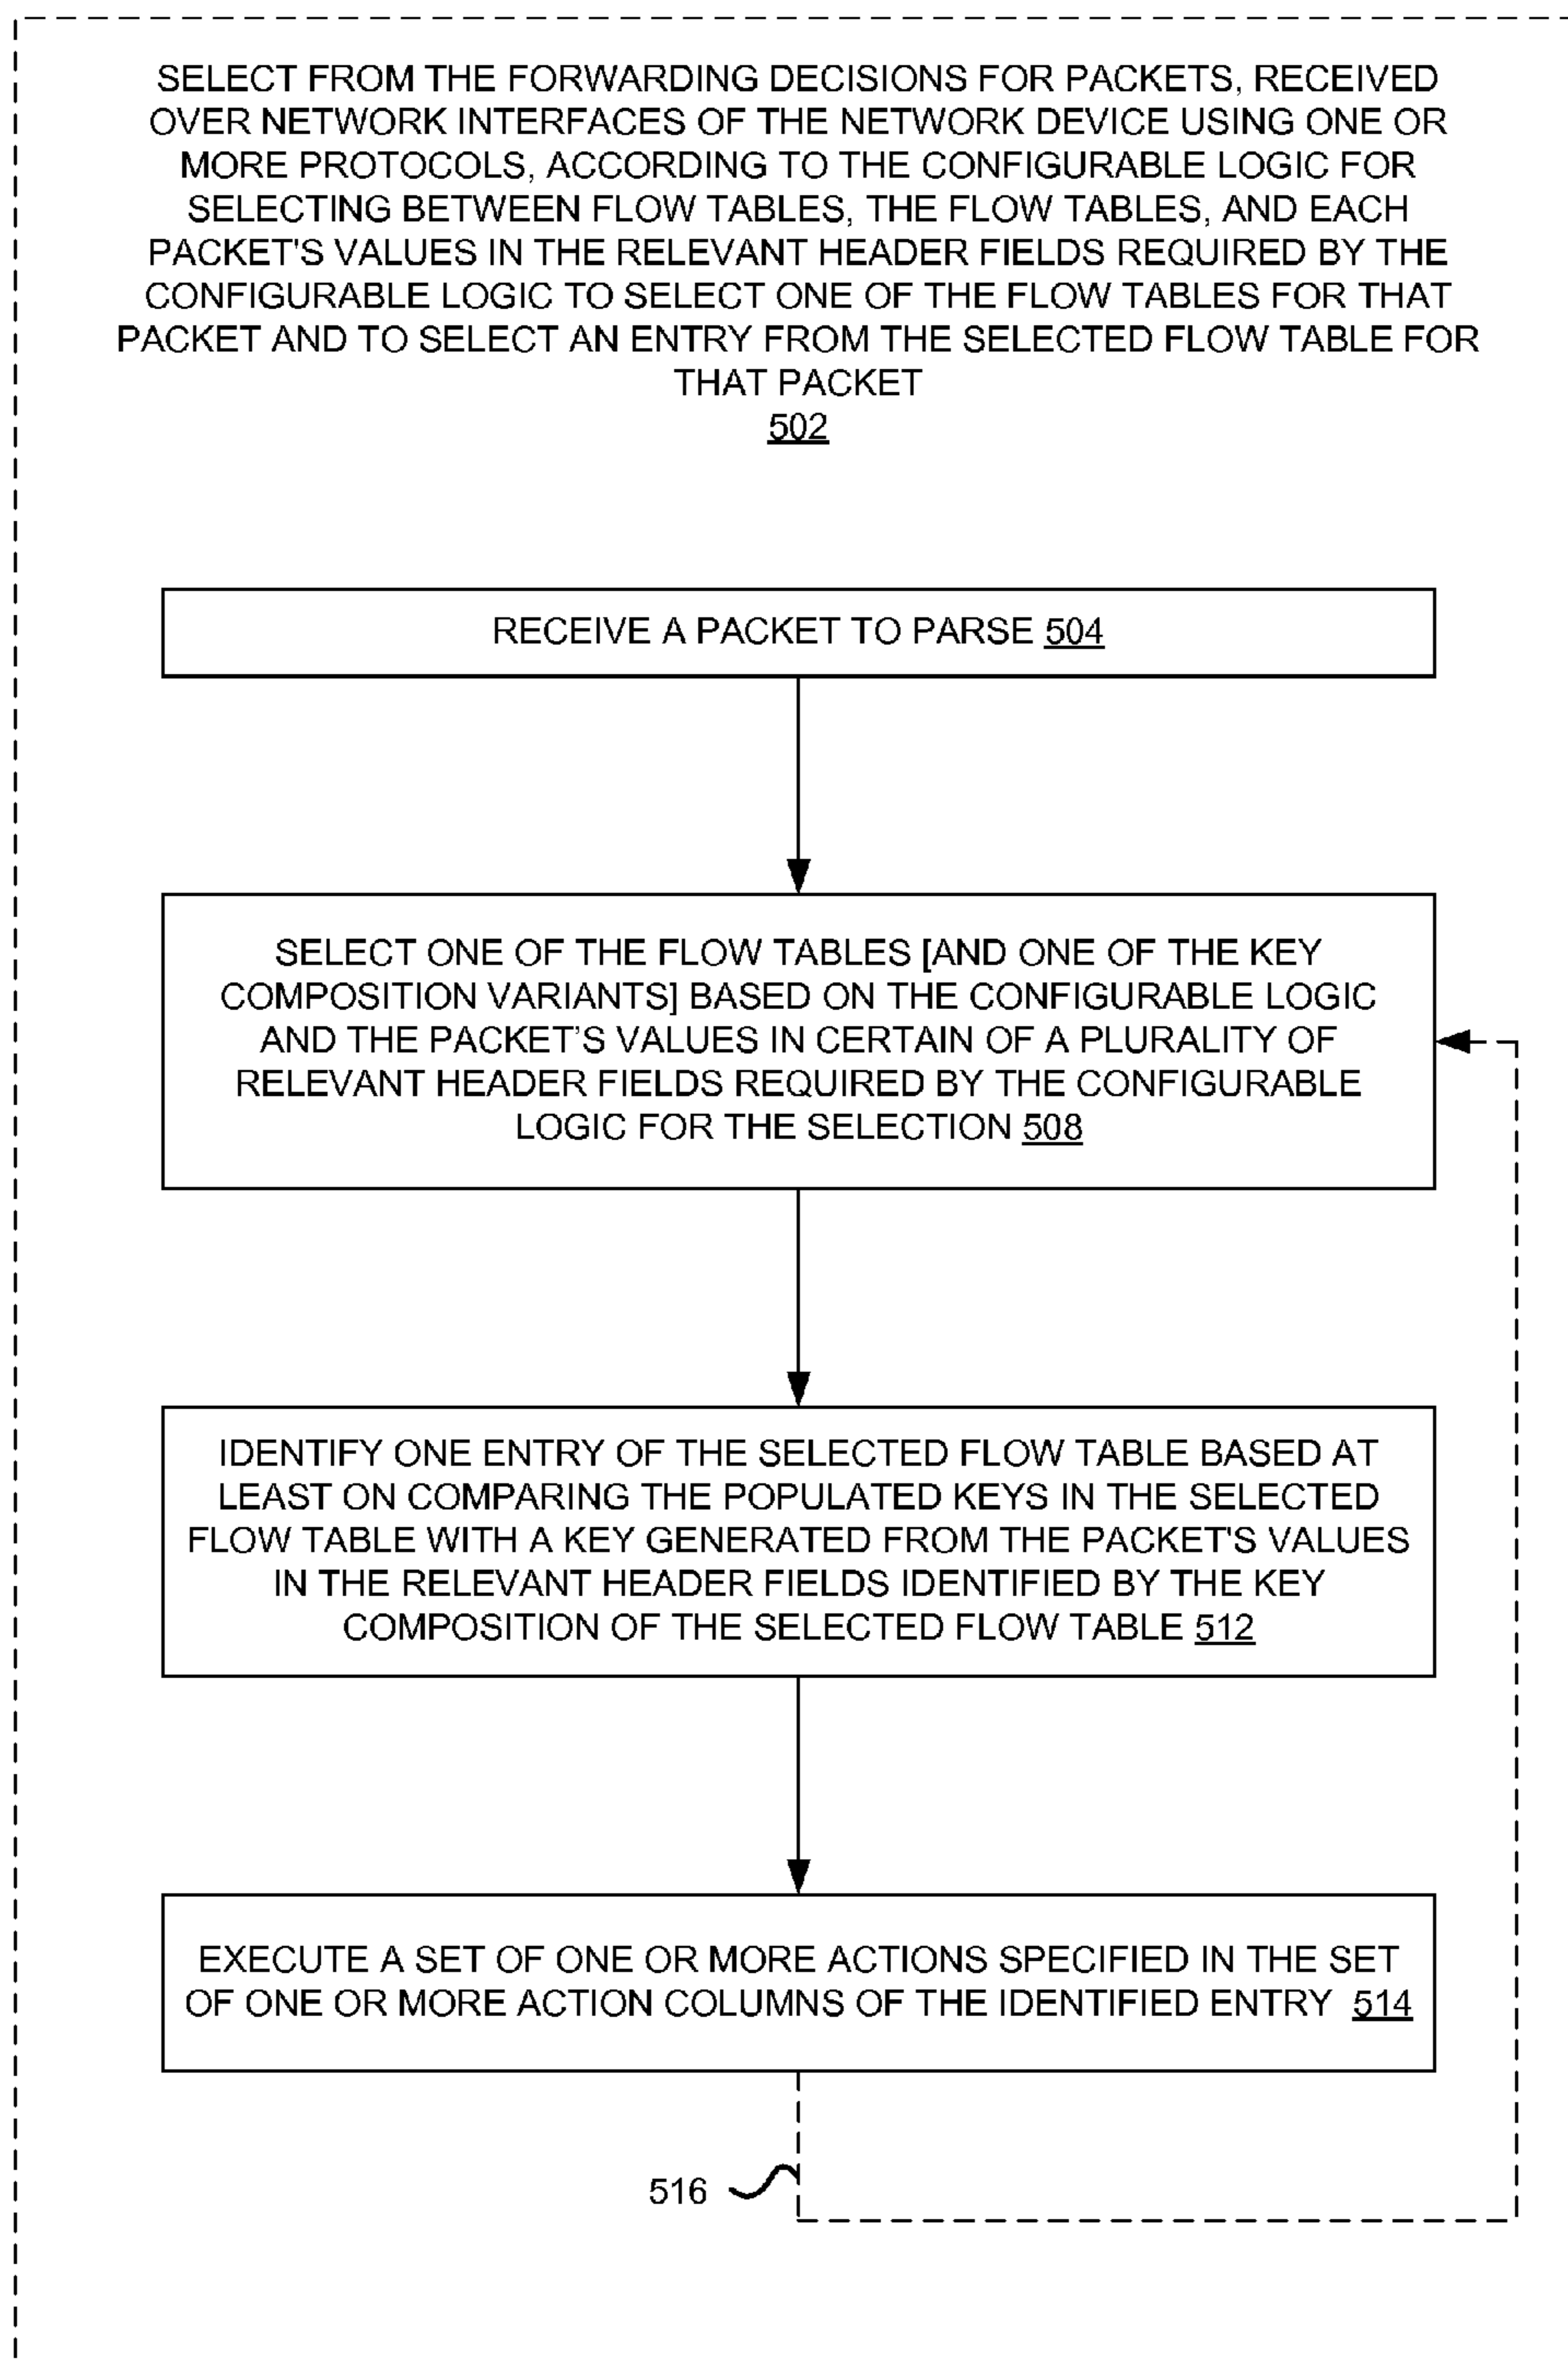 SELECT FROM THE FORWARDING DECISIONS FOR PACKETS, RECEIVED
OVER NETWORK INTERFACES OF THE NETWORK DEVICE USING ONE OR
MORE PROTOCOLS, ACCORDING TO THE CONFIGURABLE LOGIC FOR
SELECTING BETWEEN FLOW TABLES, THE FLOW TABLES, AND EACH
PACKET'S VALUES IN THE RELEVANT HEADER FIELDS REQUIRED BY THE
CONFIGURABLE LOGIC TO SELECT ONE OF THE FLOW TABLES FOR THAT
PACKET AND TO SELECT AN ENTRY FROM THE SELECTED FLOW TABLE FOR
THAT PACKET
502
RECEIVE A PACKET TO PARSE 504
SELECT ONE OF THE FLOW TABLES [AND ONE OF THE KEY
COMPOSITION VARIANTS] BASED ON THE CONFIGURABLE LOGIC
AND THE PACKET’S VALUES IN CERTAIN OF A PLURALITY OF
RELEVANT HEADER FIELDS REQUIRED BY THE CONFIGURABLE
LOGIC FOR THE SELECTION 508
IDENTIFY ONE ENTRY OF THE SELECTED FLOW TABLE BASED AT
LEAST ON COMPARING THE POPULATED KEYS IN THE SELECTED
FLOW TABLE WITH A KEY GENERATED FROM THE PACKET'S VALUES
IN THE RELEVANT HEADER FIELDS IDENTIFIED BY THE KEY
COMPOSITION OF THE SELECTED FLOW TABLE 512
EXECUTE A SET OF ONE OR MORE ACTIONS SPECIFIED IN THE SET
OF ONE OR MORE ACTION COLUMNS OF THE IDENTIFIED ENTRY 514
516